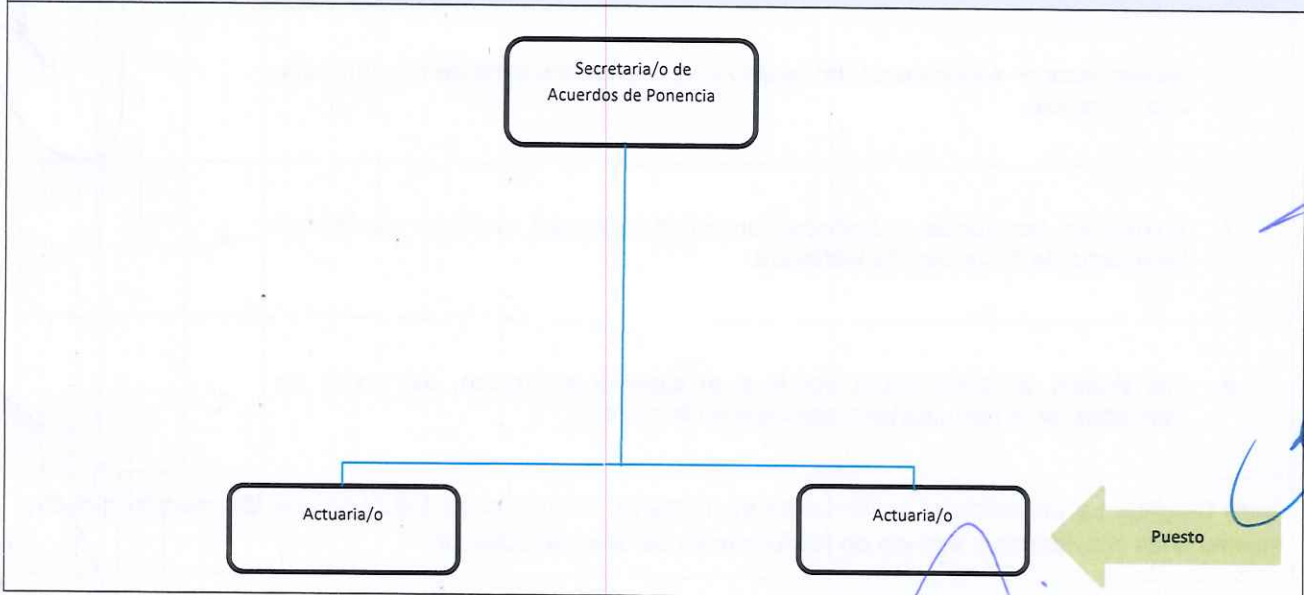 Secretaria/o de
Acuerdos de Ponencia
Actuaria/o
Actuaria/o
Puesto